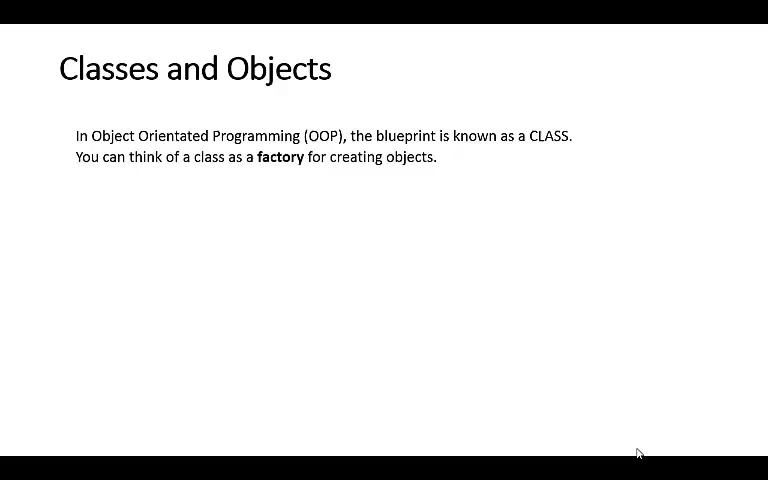 Classes and Objects
In Object Orientated Programming (OOP), the blueprint is known as a CLASS.
You can think of a class as a factory for creating objects.